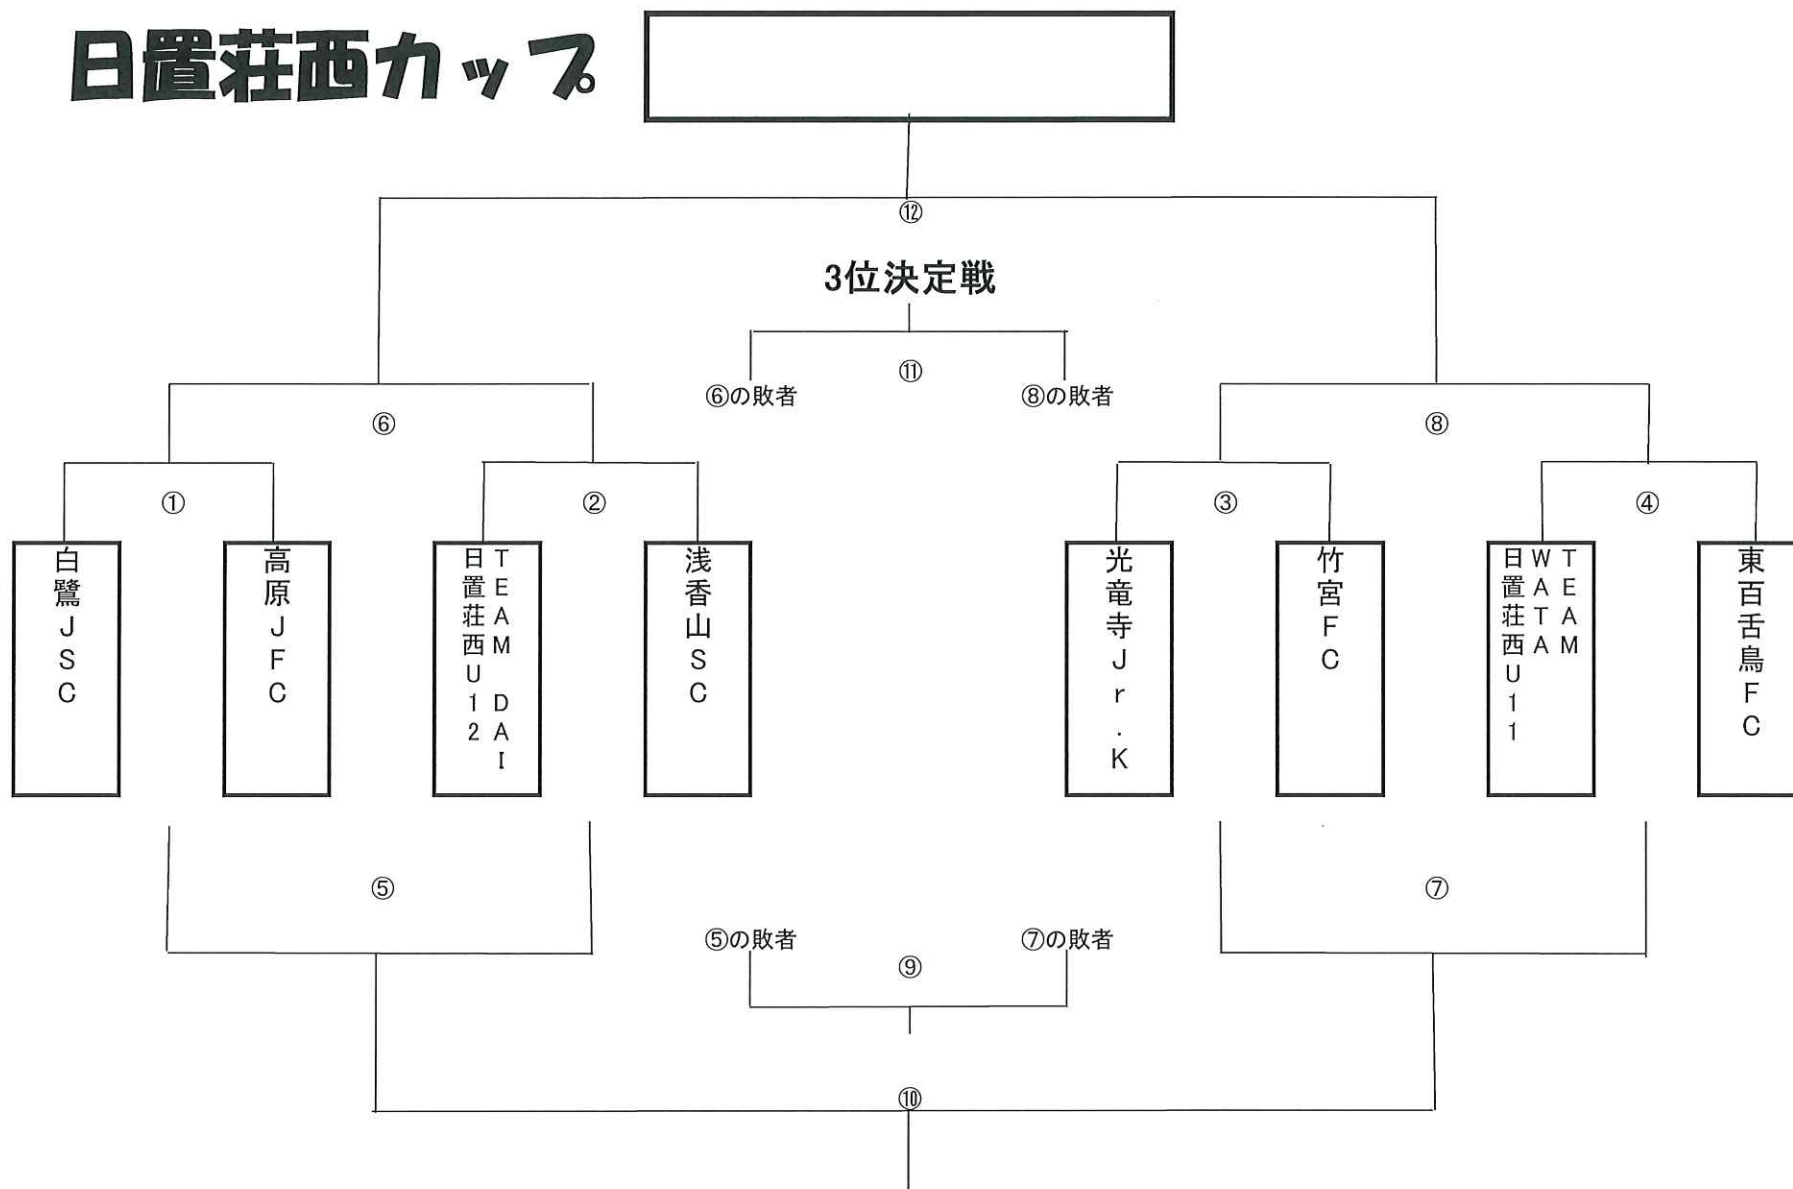 日置荘西カップ
⑫
3位決定戦
⑪
⑥の敗者
⑧の敗者
⑥
⑧
①
②
③
④
白鷺JSC
高原JFC
TEAM DAI
日置荘西U12
浅香山SC
光竜寺Jr.K
竹宮FC
TEAM
WATA
日置荘西U11
東百舌鳥FC
⑤
⑦
⑤の敗者
⑦の敗者
⑨
⑩